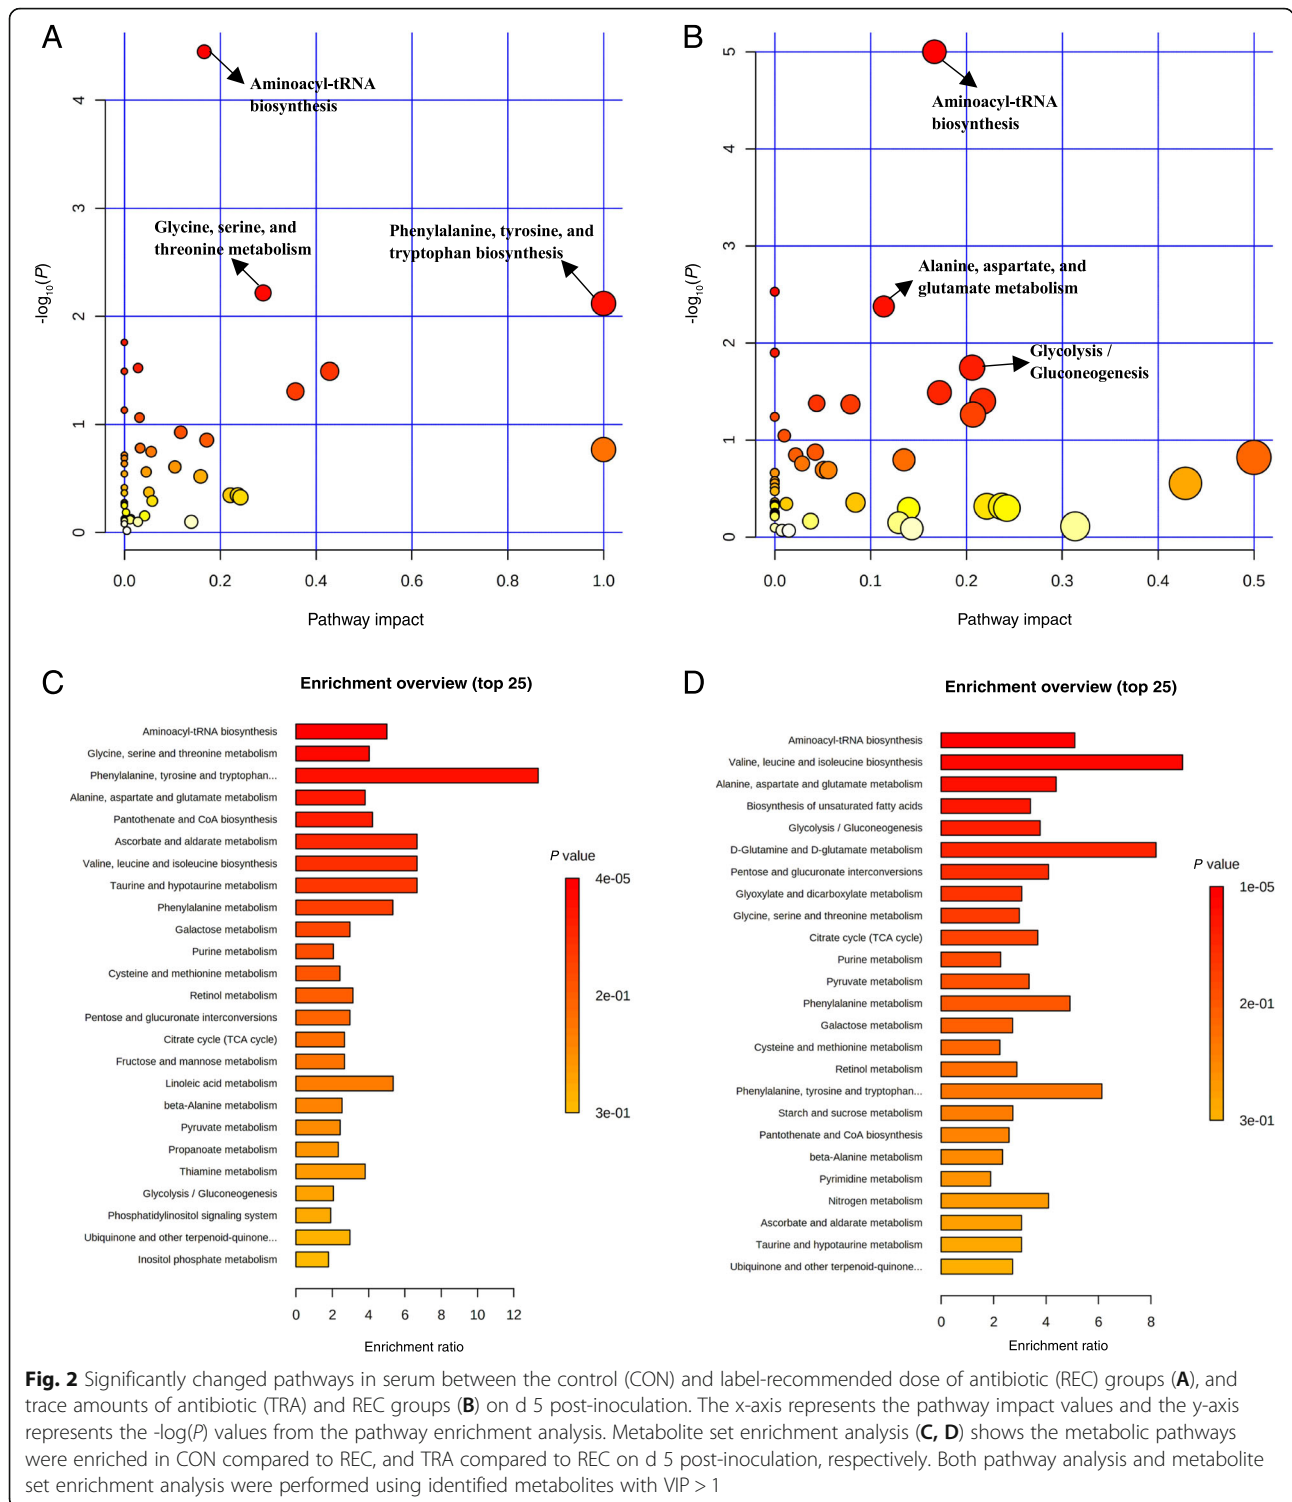 A
-log10(P)
4
3
2
1
0
Aminoacyl-tRNA
biosynthesis
Glycine, serine, and
threonine metabolism
Phenylalanine, tyrosine, and
tryptophan biosynthesis
0.0 0.2 0.4 0.6 0.8 1.0
Pathway impact
B
-log10(P)
5
4
3
2
1
0
Aminoacyl-tRNA
biosynthesis
Alanine, aspartate, and
glutamate metabolism
Glycolysis /
Gluconeogenesis
0.0 0.1 0.2 0.3 0.4 0.5
Pathway impact
C
Enrichment overview (top 25)
Aminoacyl-tRNA biosynthesis
Glycine, serine and threonine metabolism
Phenylalanine, tyrosine and tryptophan...
Alanine, aspartate and glutamate metabolism
Pantothenate and CoA biosynthesis
Ascorbate and aldarate metabolism
Valine, leucine and isoleucine biosynthesis
Taurine and hypotaurine metabolism
Phenylalanine metabolism
Galactose metabolism
Purine metabolism
Cysteine and methionine metabolism
Retinol metabolism
Pentose and glucuronate interconversions
Citrate cycle (TCA cycle)
Fructose and mannose metabolism
Linoleic acid metabolism
beta-Alanine metabolism
Pyruvate metabolism
Propanoate metabolism
Thiamine metabolism
Glycolysis / Gluconeogenesis
Phosphatidylinositol signaling system
Ubiquinone and other terpenoid-quinone...
Inositol phosphate metabolism
0 2 4 6 8 10 12
Enrichment ratio
P value
4e-05
2e-01
3e-01
D
Enrichment overview (top 25)
Aminoacyl-tRNA biosynthesis
Valine, leucine and isoleucine biosynthesis
Alanine, aspartate and glutamate metabolism
Biosynthesis of unsaturated fatty acids
Glycolysis / Gluconeogenesis
D-Glutamine and D-glutamate metabolism
Pentose and glucuronate interconversions
Glyoxylate and dicarboxylate metabolism
Glycine, serine and threonine metabolism
Citrate cycle (TCA cycle)
Purine metabolism
Pyruvate metabolism
Phenylalanine metabolism
Galactose metabolism
Cysteine and methionine metabolism
Retinol metabolism
Phenylalanine, tyrosine and tryptophan...
Starch and sucrose metabolism
Pantothenate and CoA biosynthesis
beta-Alanine metabolism
Pyrimidine metabolism
Nitrogen metabolism
Ascorbate and aldarate metabolism
Taurine and hypotaurine metabolism
Ubiquinone and other terpenoid-quinone...
0 2 4 6 8
Enrichment ratio
P value
1e-05
2e-01
3e-01
Fig. 2 Significantly changed pathways in serum between the control (CON) and label-recommended dose of antibiotic (REC) groups (A), and
trace amounts of antibiotic (TRA) and REC groups (B) on d 5 post-inoculation. The x-axis represents the pathway impact values and the y-axis
represents the -log(P) values from the pathway enrichment analysis. Metabolite set enrichment analysis (C, D) shows the metabolic pathways
were enriched in CON compared to REC, and TRA compared to REC on d 5 post-inoculation, respectively. Both pathway analysis and metabolite
set enrichment analysis were performed using identified metabolites with VIP > 1